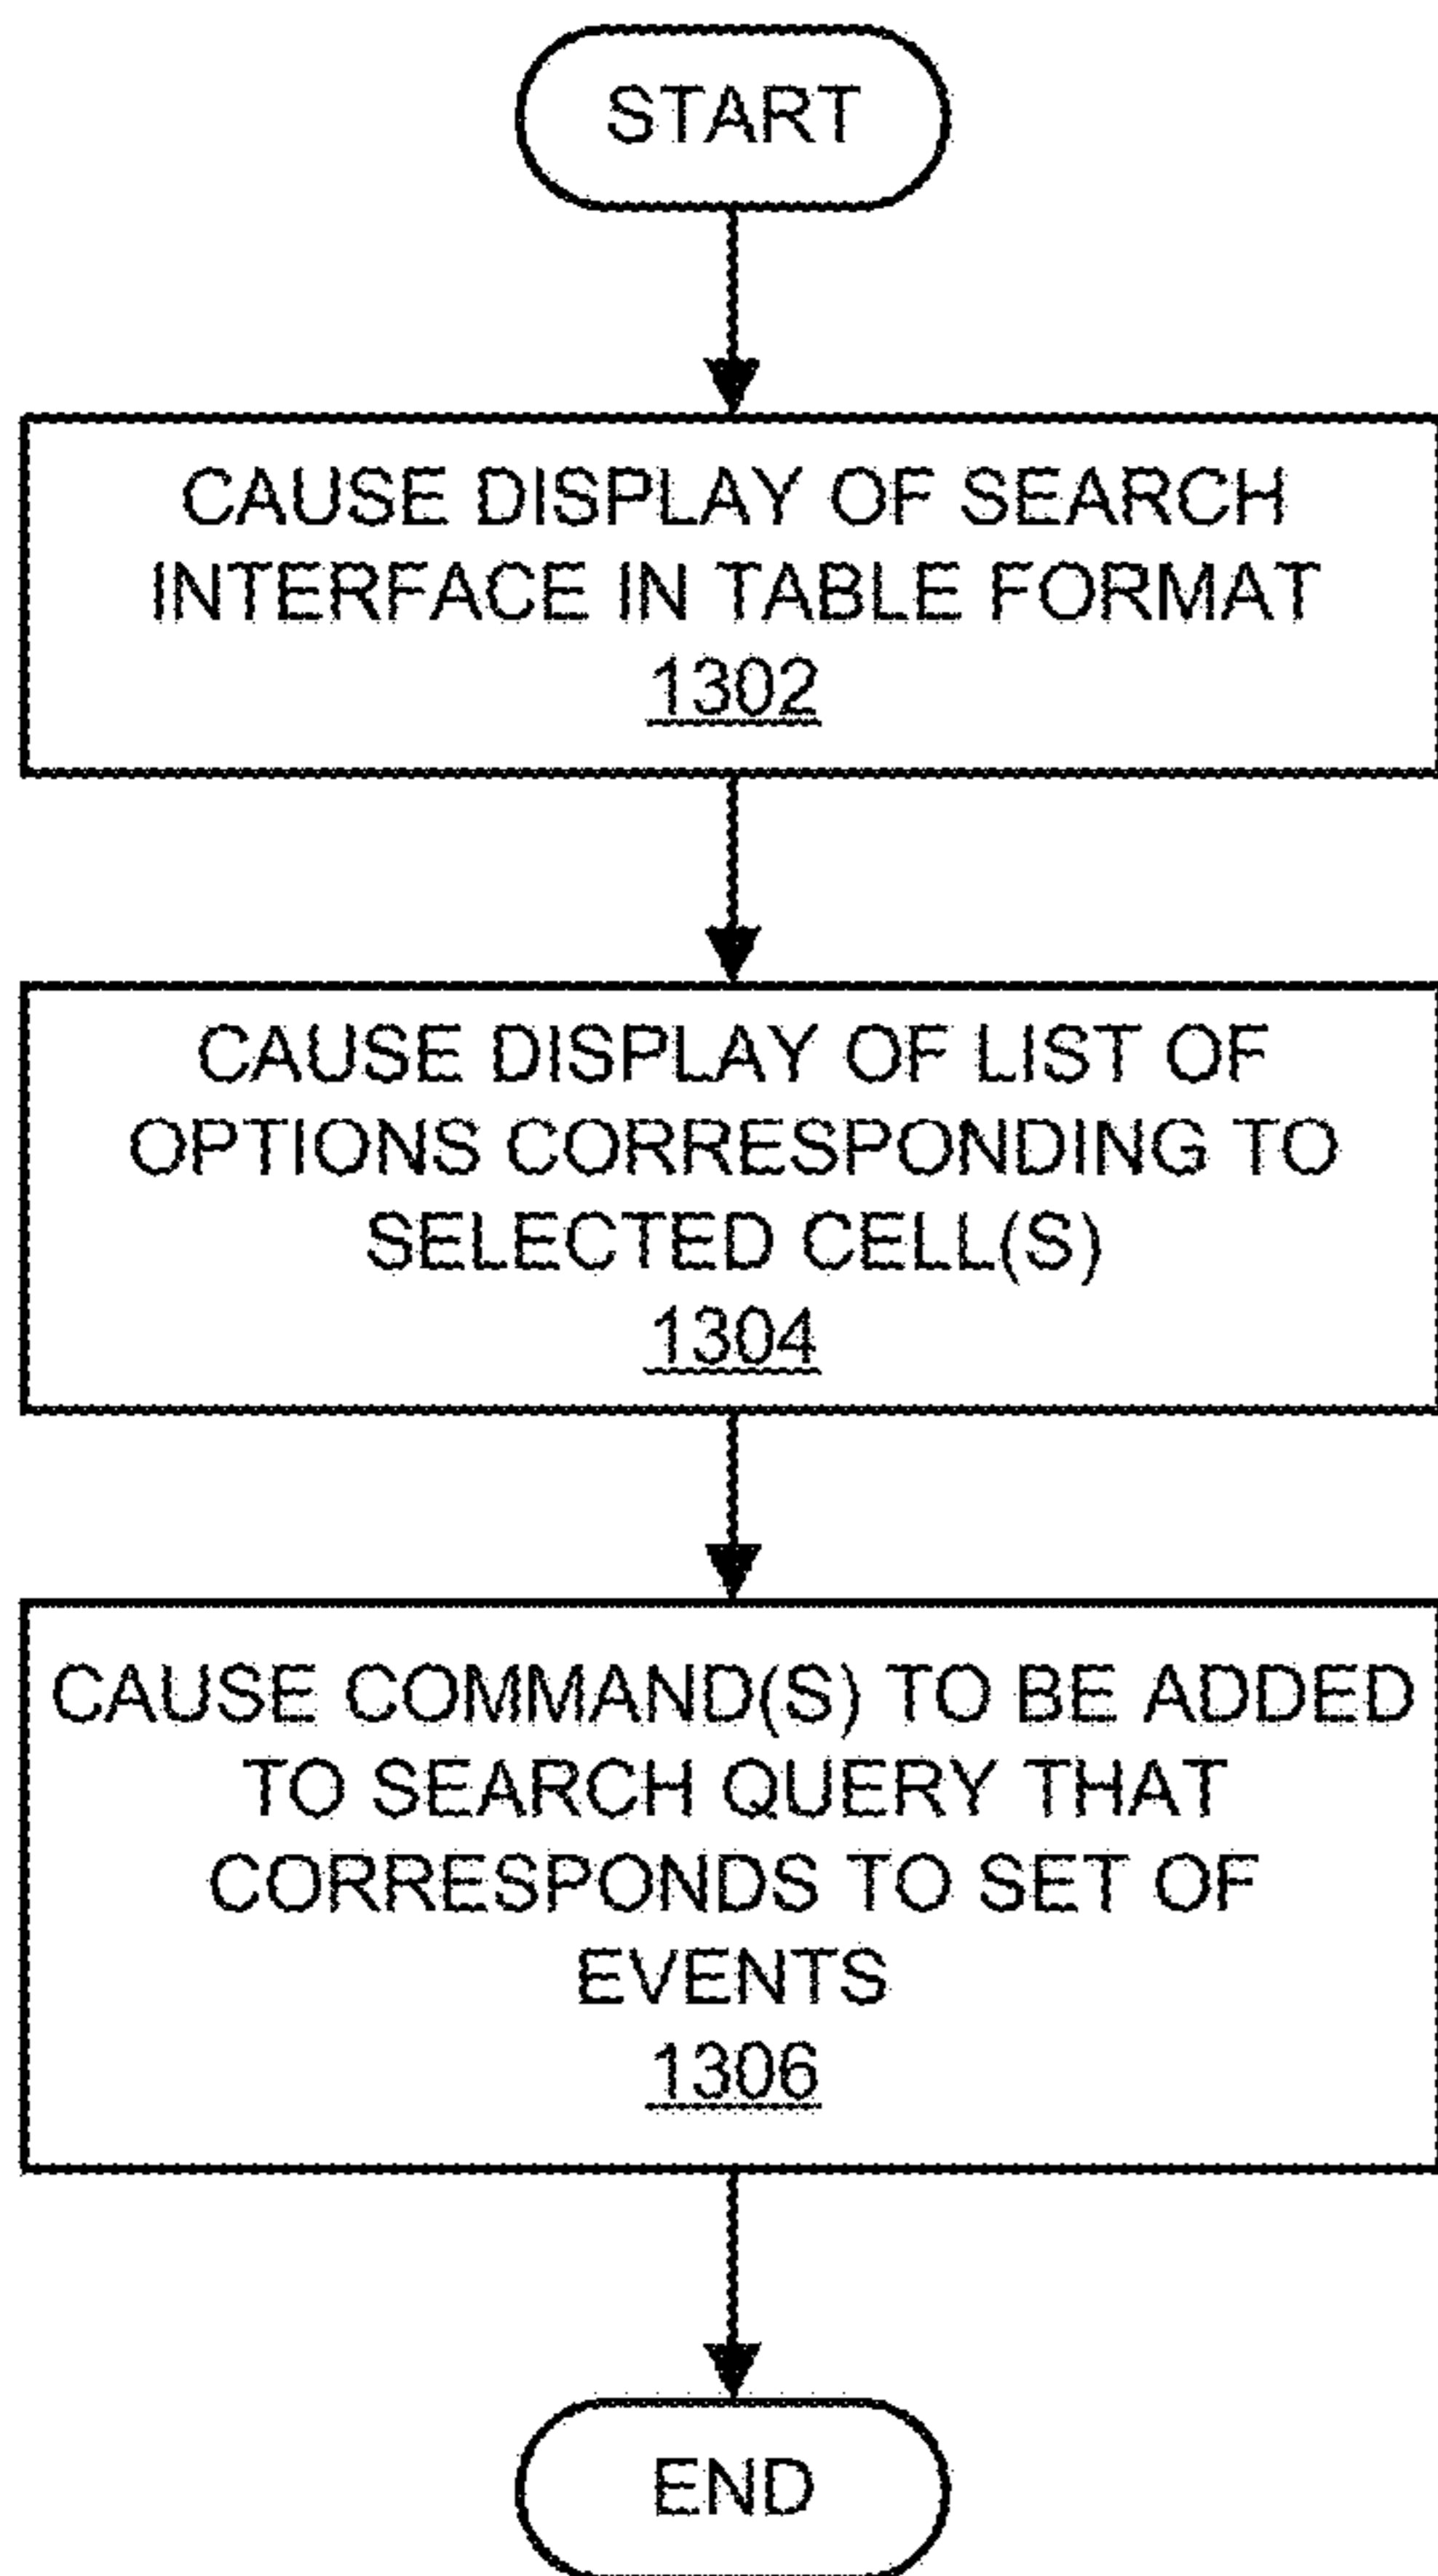 START
CAUSE DISPLAY OF SEARCH
INTERFACE IN TABLE FORMAT
1302
CAUSE DISPLAY OF LIST OF
OPTIONS CORRESPONDING TO
SELECTED CELL(S)
1304
CAUSE COMMAND(S) TO BE ADDED
TO SEARCH QUERY THAT
CORRESPONDS TO SET OF
EVENTS
1306
END